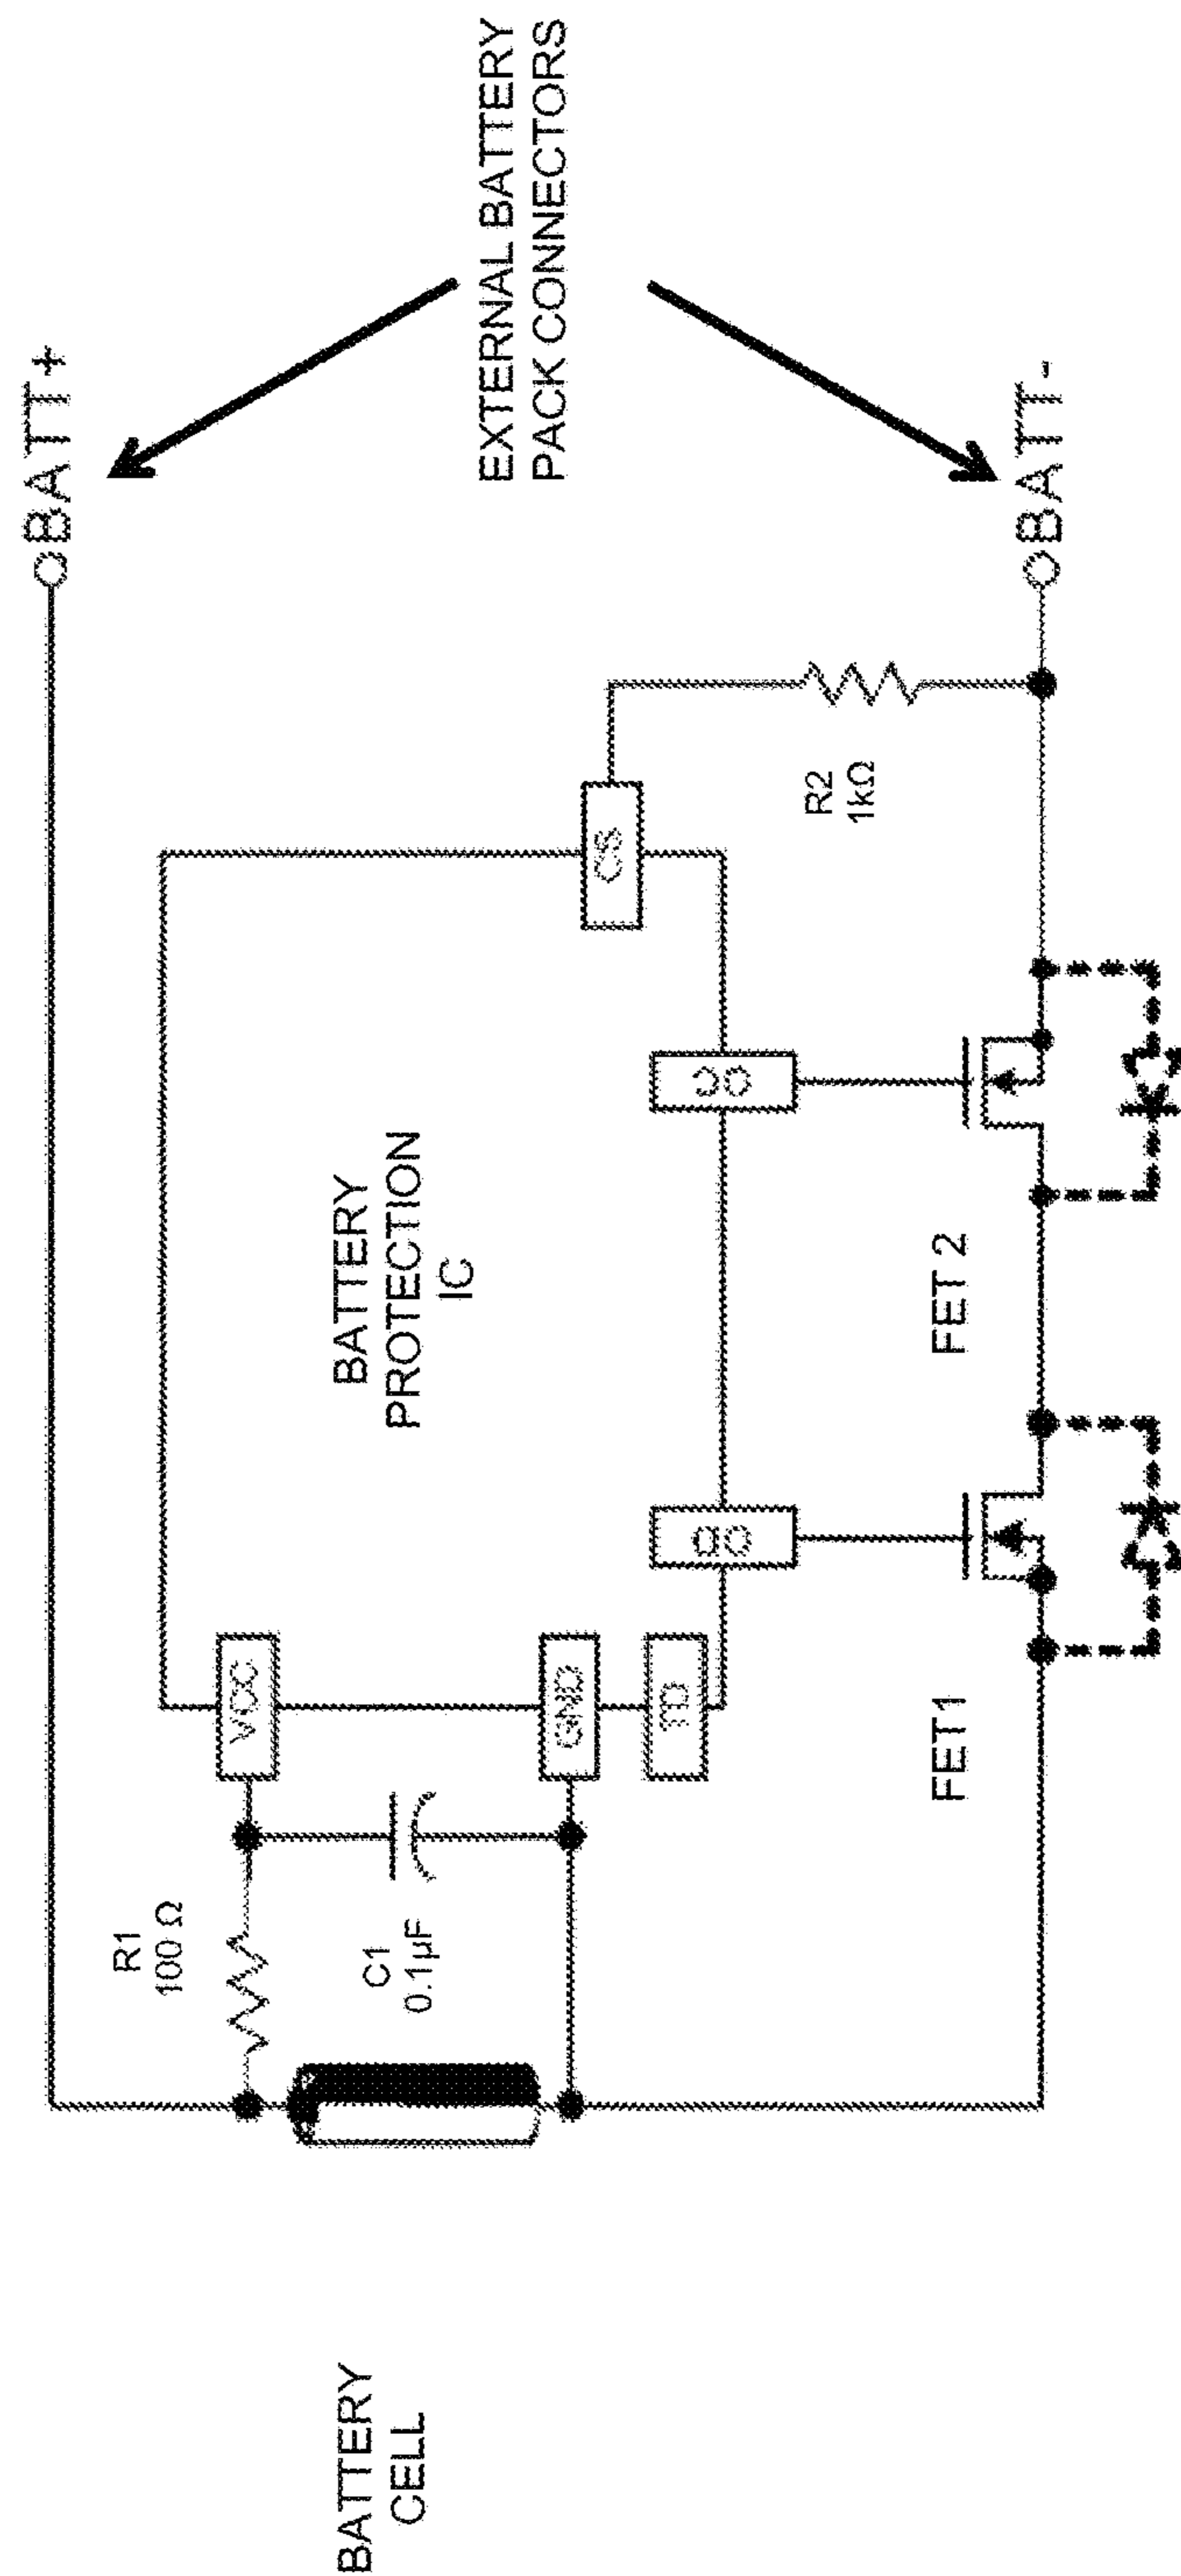 BATT+
EXTERNAL BATTERY
PACK CONNECTORS
BATT-
BATTERY
PROTECTION
IC
VCC
GND
TD
OD
OC
CS
R1
100 Ω
C1
0.1µF
R2
1kΩ
FET1
FET 2
BATTERY
CELL